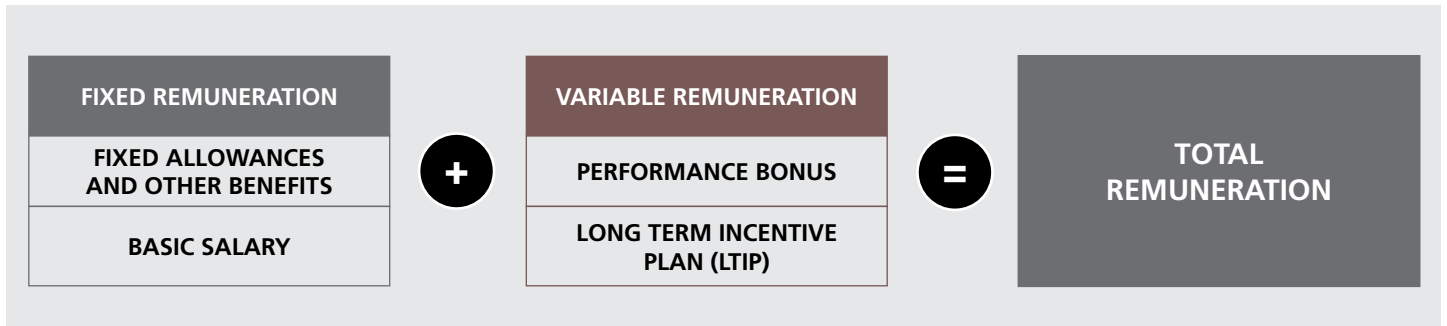 FIXED REMUNERATION
FIXED ALLOWANCES
AND OTHER BENEFITS
BASIC SALARY
+
VARIABLE REMUNERATION
PERFORMANCE BONUS
LONG TERM INCENTIVE
PLAN (LTIP)
=
TOTAL
REMUNERATION